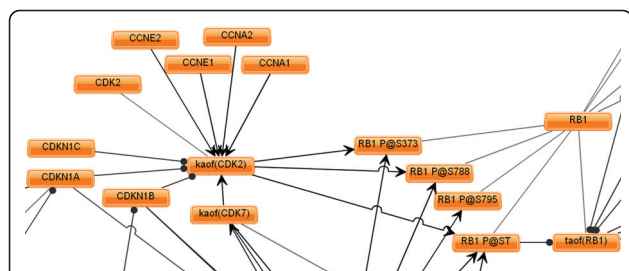 CCNE2
CCNA2
CCNE1
CCNA1
CDK2
RB1
CDKN1C
RB1 P@S373
kaof(CDK2)
RB1 P@S788
CDKN1A
CDKN1B
RB1 P@S795
kaof(CDK7)
RB1 P@ST
taof(RB1)